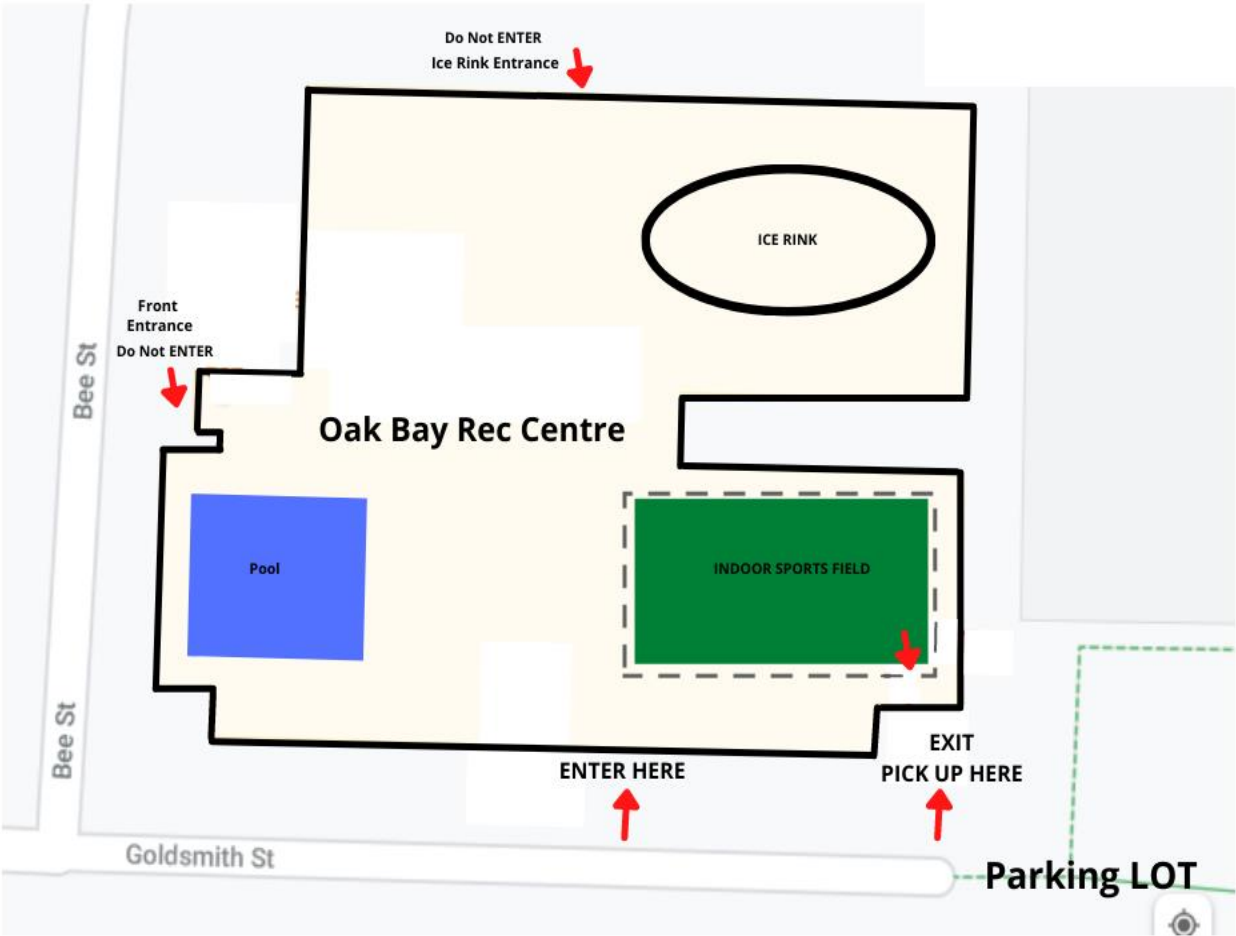 Do Not ENTER
Ice Rink Entrance
ICE RINK
Front
Entrance
Do Not ENTER
Bee St
Oak Bay Rec Centre
Pool
INDOOR SPORTS FIELD
Bee St
EXIT
ENTER HERE
PICK UP HERE
Goldsmith St
Parking LOT